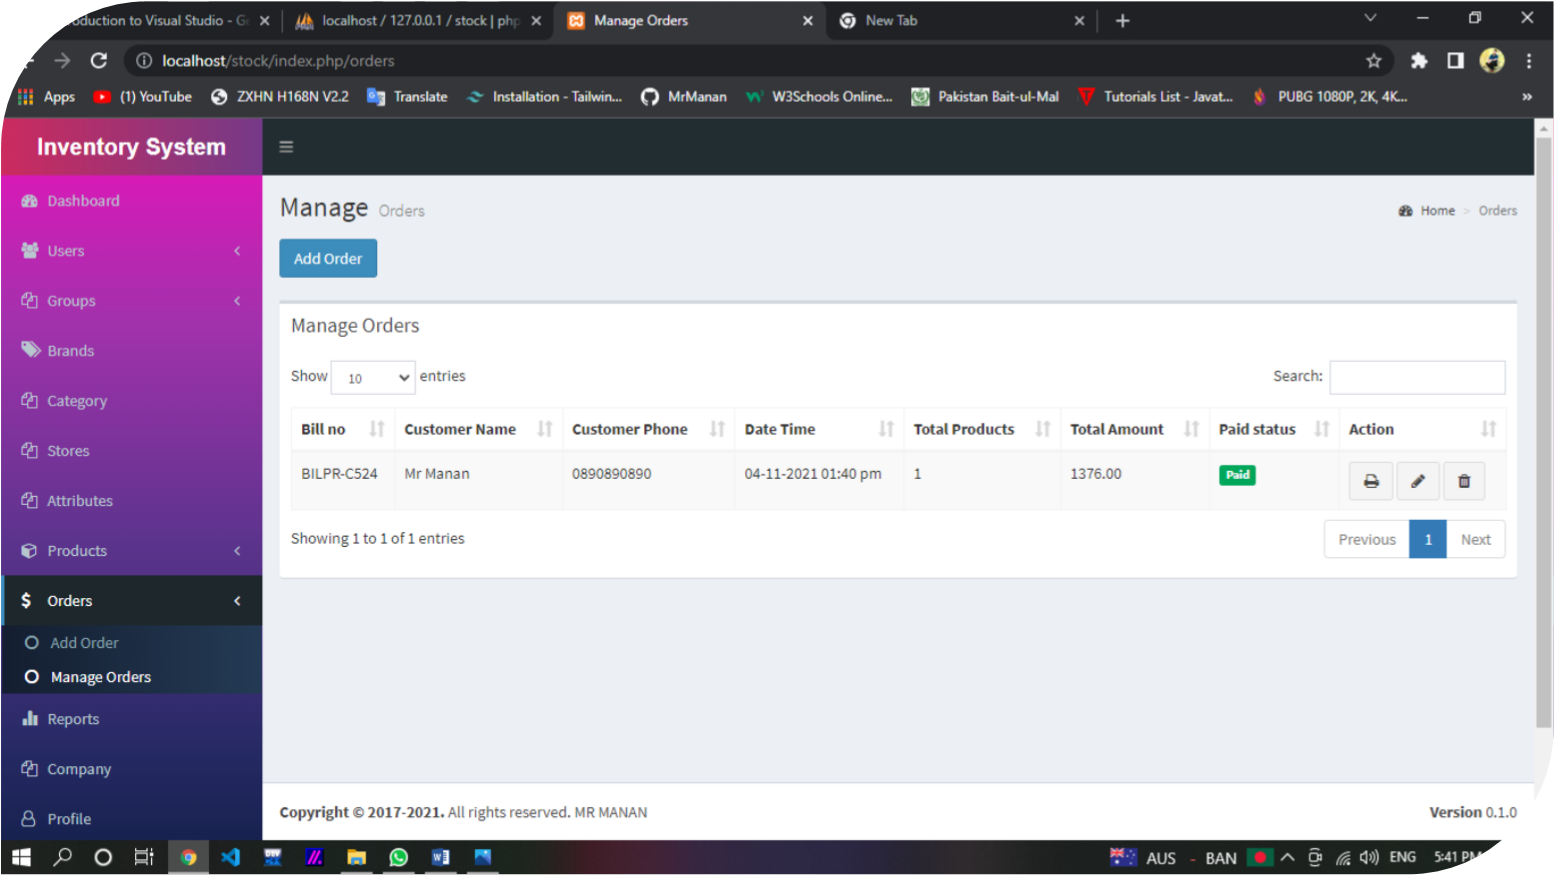 oduction to Visual Studio - G
localhost / 127.0.0.1 / stock | php
Manage Orders
New Tab
localhost/stock/index.php/orders
Apps
(1) YouTube
ZXHN H168N V2.2
Translate
Installation - Tailwin...
MrManan
W3Schools Online...
Pakistan Bait-ul-Mal
Tutorials List - Javat...
PUBG 1080P, 2K, 4K...
»
Inventory System
Dashboard
Users
Groups
Brands
Category
Stores
Attributes
Products
$ Orders
Add Order
Manage Orders
Reports
Company
Profile
Manage Orders
Home > Orders
Add Order
Manage Orders
Show 10 entries
Search:
Bill no Customer Name Customer Phone Date Time Total Products Total Amount Paid status Action
BILPR-C524 Mr Manan 0890890890 04-11-2021 01:40 pm 1 1376.00 Paid
Showing 1 to 1 of 1 entries
Previous 1 Next
Copyright © 2017-2021. All rights reserved. MR MANAN
Version 0.1.0
AUS - BAN
ENG
5:41 PM